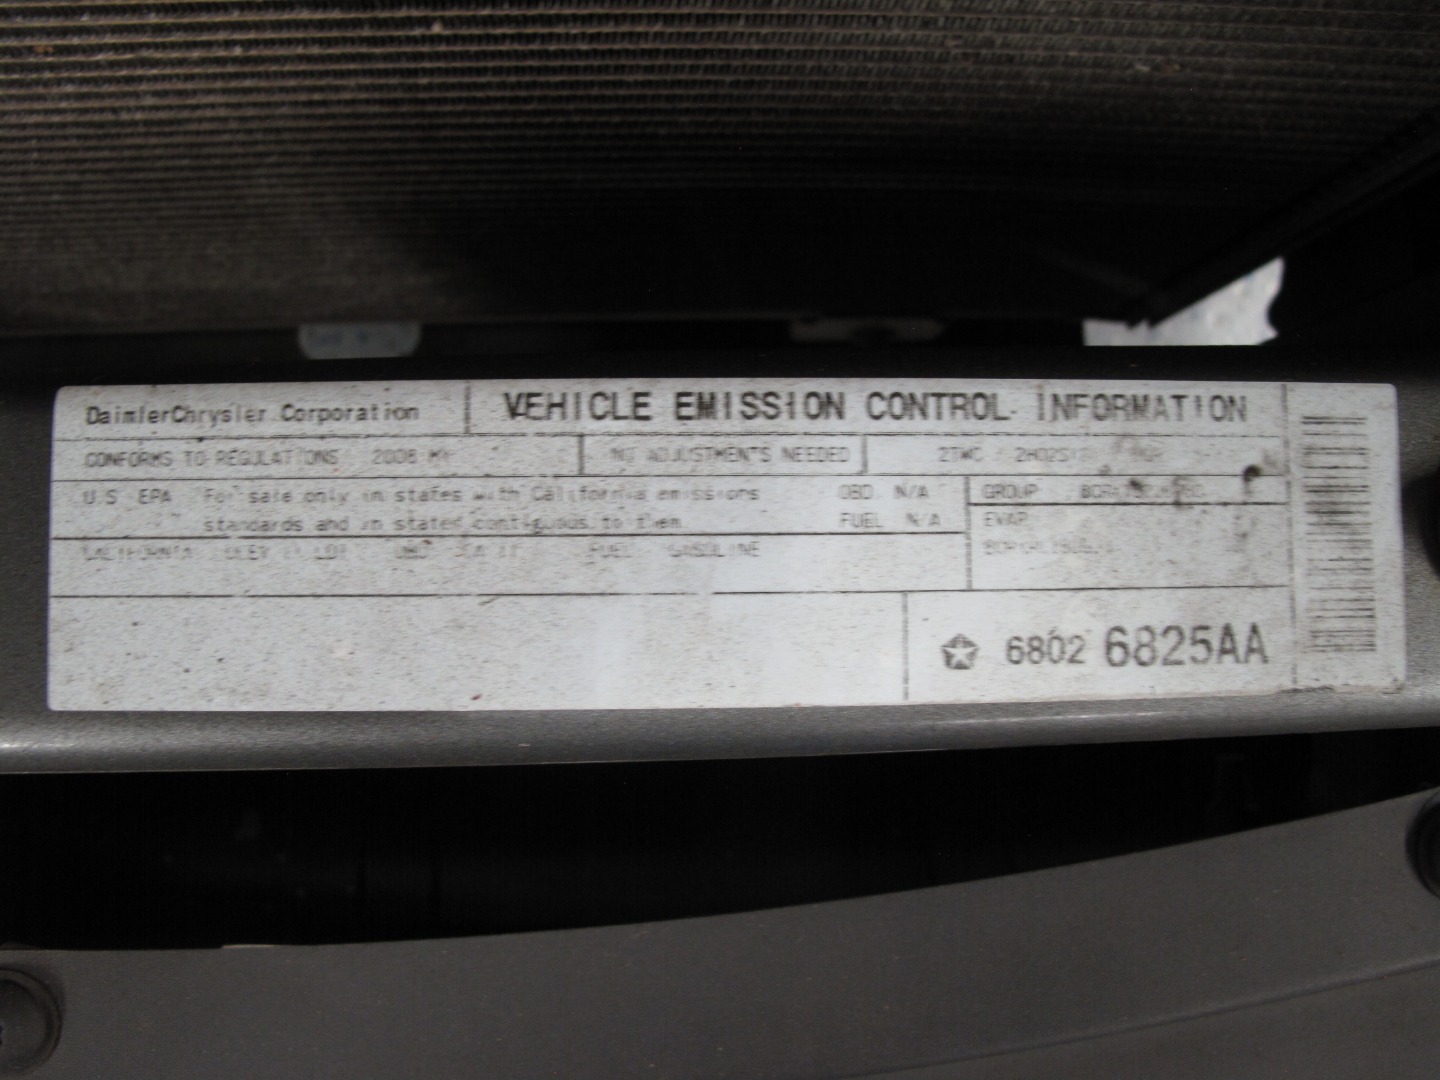 DaimlerChrysler Corporation VEHICLE EMISSION CONTROL INFORMATION
CONFORMS TO REGULATIONS 2008 MY NO ADJUSTMENTS NEEDED 2TWC
U.S. EPA For sale only in states with California emissions OBD N/A GROUP
standards and in states contiguous to them FUEL N/A EVAP
CALIFORNIA OBD FUEL GASOLINE
6802 6825AA